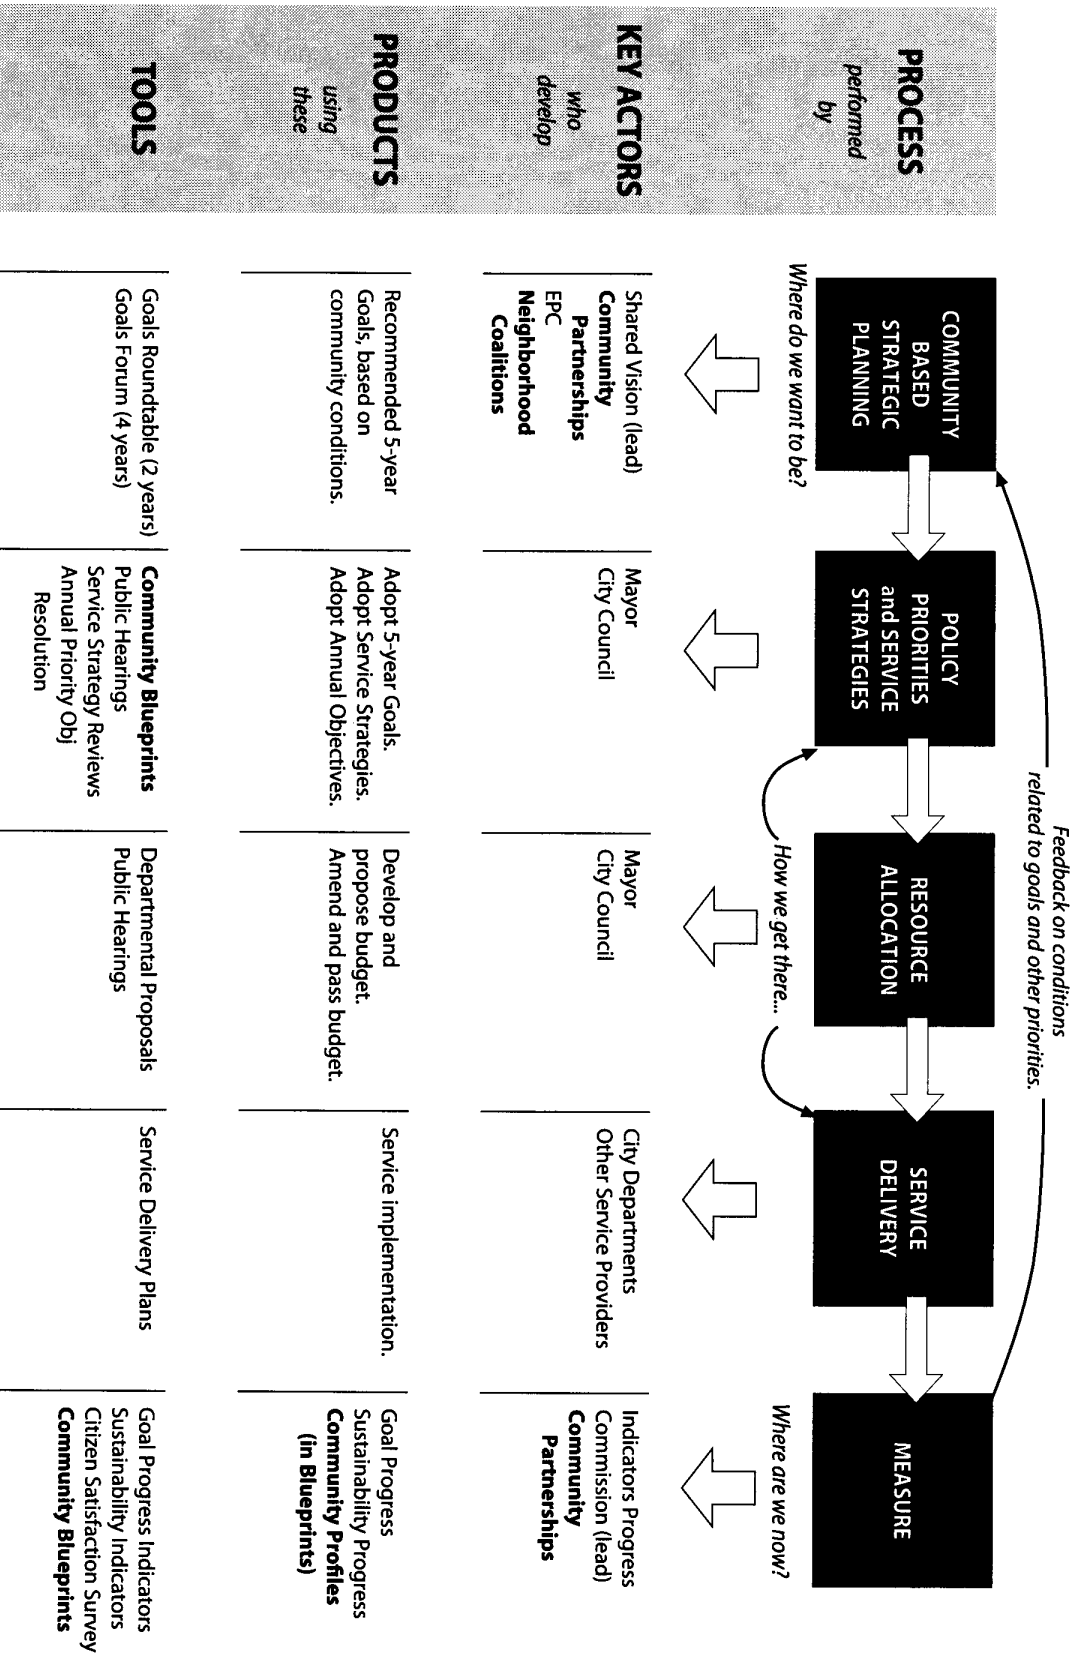 Feedback on conditions
related to goals and other priorities.
PROCESS
performed
by
COMMUNITY
BASED
STRATEGIC
PLANNING
POLICY
PRIORITIES
and SERVICE
STRATEGIES
RESOURCE
ALLOCATION
SERVICE
DELIVERY
MEASURE
Where do we want to be?
How we get there...
Where are we now?
KEY ACTORS
who
develop
Shared Vision (lead)
Community
Partnerships
EPC
Neighborhood
Coalitions
Mayor
City Council
Mayor
City Council
City Departments
Other Service Providers
Indicators Progress
Commission (lead)
Community
Partnerships
PRODUCTS
using
these
Recommended 5-year
Goals, based on
community conditions.
Adopt 5-year Goals.
Adopt Service Strategies.
Adopt Annual Objectives.
Develop and
propose budget.
Amend and pass budget.
Service implementation.
Goal Progress
Sustainability Progress
Community Profiles
(in Blueprints)
TOOLS
Goals Roundtable (2 years)
Goals Forum (4 years)
Community Blueprints
Public Hearings
Service Strategy Reviews
Annual Priority Obj
Resolution
Departmental Proposals
Public Hearings
Service Delivery Plans
Goal Progress Indicators
Sustainability Indicators
Citizen Satisfaction Survey
Community Blueprints